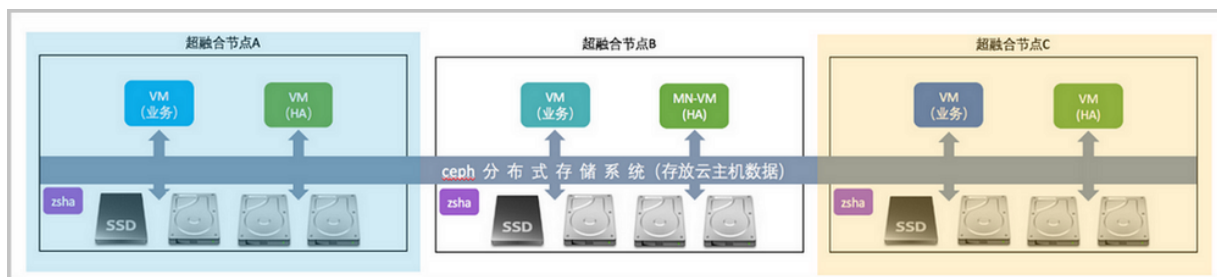 超融合节点A
超融合节点B
超融合节点C
VM
(业务)
VM
(HA)
VM
(业务)
MN-VM
(HA)
VM
(业务)
VM
(HA)
ceph 分 布 式 存 储 系 统（存放云主机数据）
zsha
SSD
zsha
SSD
zsha
SSD